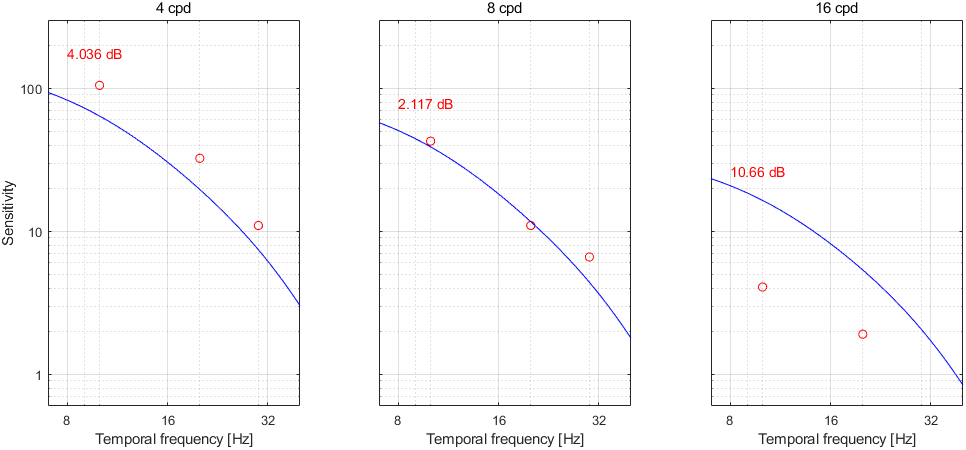 4 cpd
8 cpd
16 cpd
4.036 dB
2.117 dB
10.66 dB
Sensitivity
100
10
1
8
16
32
8
16
32
8
16
32
Temporal frequency [Hz]
Temporal frequency [Hz]
Temporal frequency [Hz]